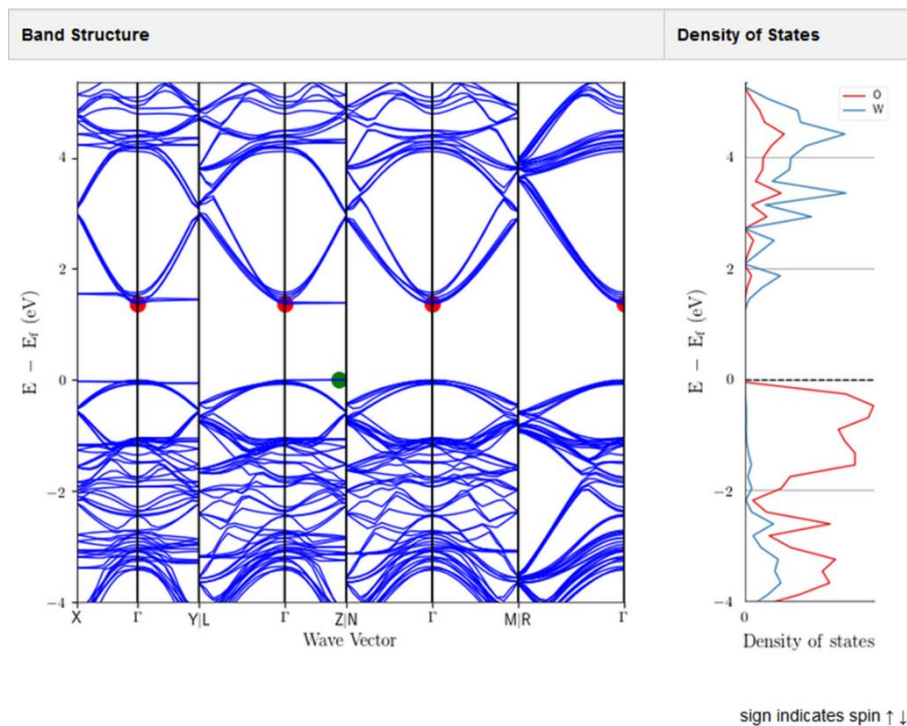 Band Structure
Density of States
E − E_f (eV)
4
2
0
−2
−4
X Γ Y|L Γ Z|N Γ M|R Γ
Wave Vector
O
W
E − E_f (eV)
4
2
0
−2
−4
0
Density of states
sign indicates spin ↑ ↓